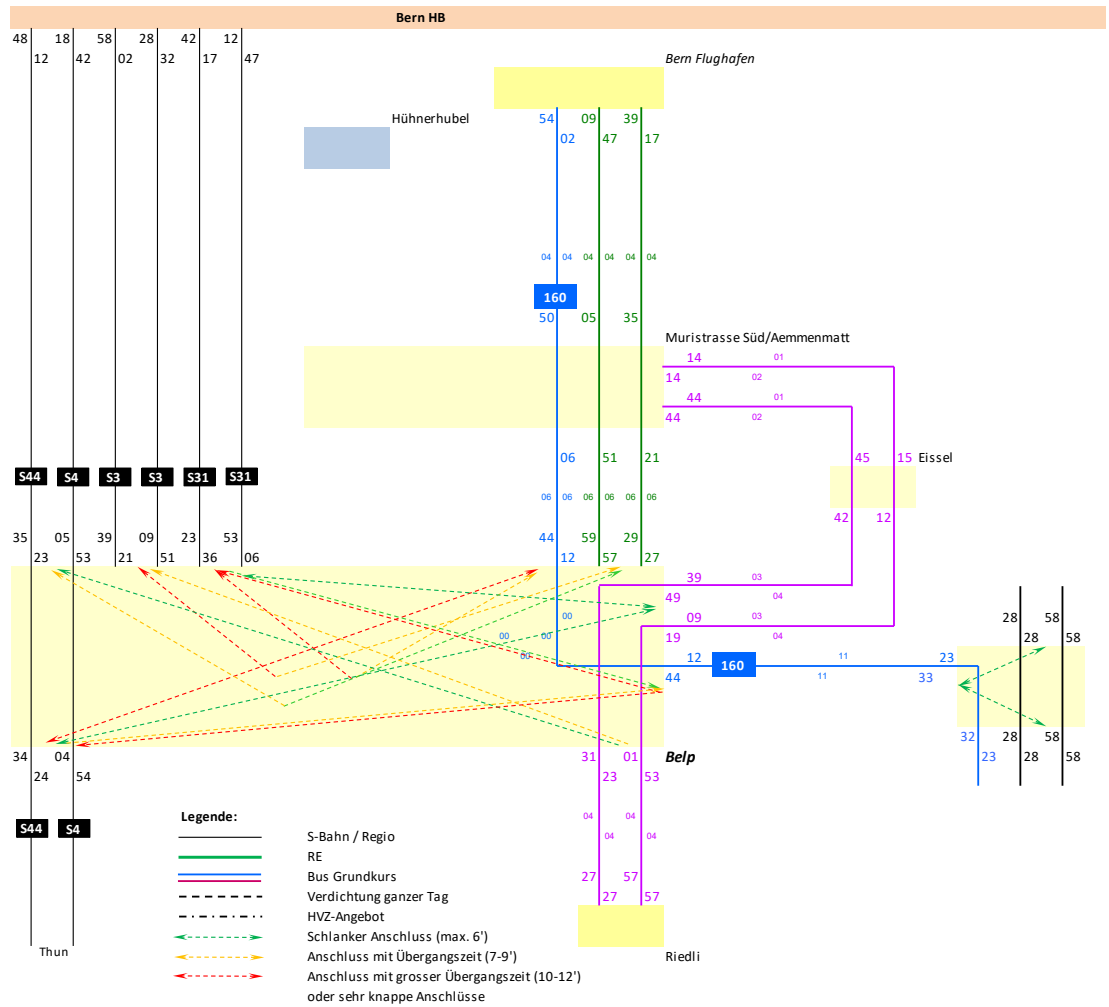 Bern HB
48 18 58 28 42 12
12 42 02 32 17 47
Bern Flughafen
54 09 39
02 47 17
Hühnerhubel
04 04 04 04 04 04
160
50 05 35
Muristrasse Süd/Aemmenmatt
14 01
14 02
44 01
44 02
06 51 21
45 15 Eissel
S44 S4 S3 S3 S31 S31
06 06 06 06 06 06
42 12
35 05 39 09 23 53 44 59 29
23 53 21 51 36 06 12 57 27
39 03
49 04
09 03
19 04
00
00 00
00
28 58
28 58
12 160 11 23
44 11 33
32 28 58
23 28 58
34 04 31 01 Belp
24 54 23 53
04 04
04 04
S44 S4
27 57
27 57
Riedli
Thun
Legende:
S-Bahn / Regio
RE
Bus Grundkurs
Verdichtung ganzer Tag
HVZ-Angebot
Schlanker Anschluss (max. 6')
Anschluss mit Übergangszeit (7-9')
Anschluss mit grosser Übergangszeit (10-12')
oder sehr knappe Anschlüsse